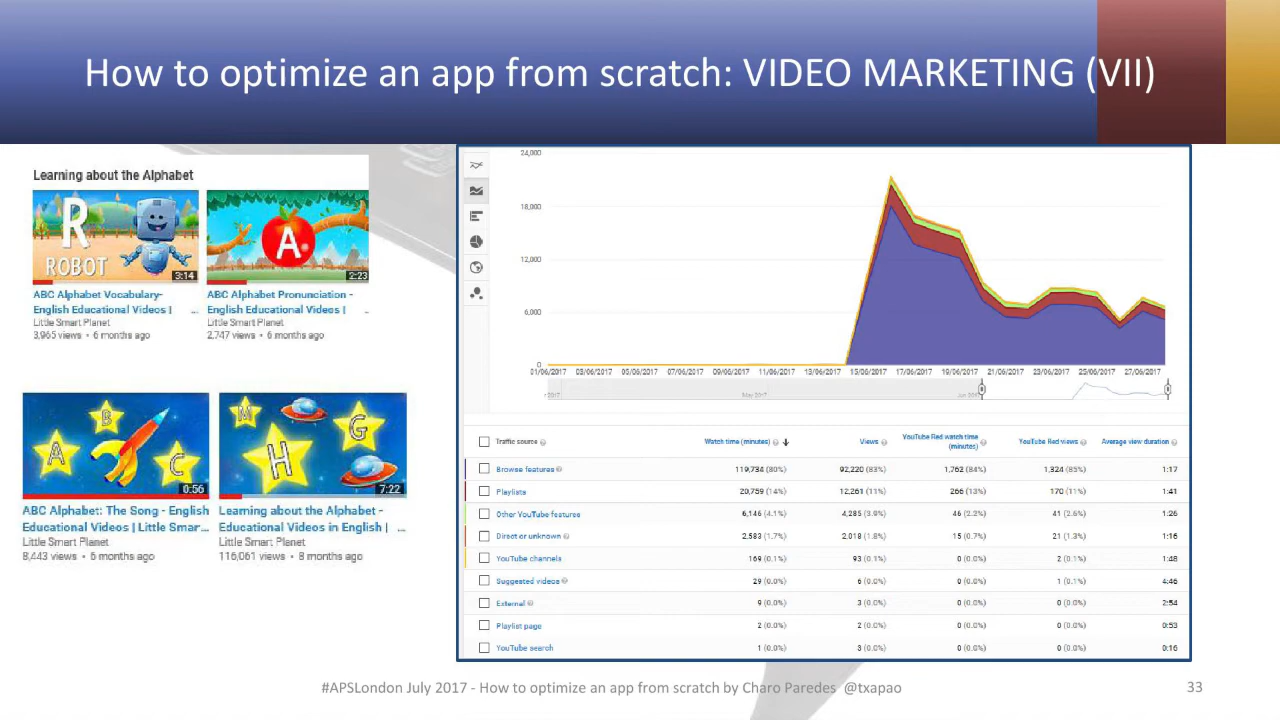 How to optimize an app from scratch: VIDEO MARKETING (VII)
Learning about the Alphabet
R
ROBOT
3:14
A
2:23
ABC Alphabet Vocabulary-
English Educational Videos | ...
Little Smart Planet
3,965 views • 6 months ago
ABC Alphabet Pronunciation -
English Educational Videos | ...
Little Smart Planet
2,747 views • 6 months ago
A B C
0:56
M H G
7:22
ABC Alphabet: The Song - English
Educational Videos | Little Smar...
Little Smart Planet
8,443 views • 6 months ago
Learning about the Alphabet -
Educational Videos in English | ...
Little Smart Planet
116,061 views • 8 months ago
24,000
18,000
12,000
6,000
0
01/06/2017 03/06/2017 05/06/2017 07/06/2017 09/06/2017 11/06/2017 13/06/2017 15/06/2017 17/06/2017 19/06/2017 21/06/2017 23/06/2017 25/06/2017 27/06/2017
May 2017
Traffic source Watch time (minutes) Views YouTube Red watch time (minutes) YouTube Red views Average view duration
Browse features 119,734 (80%) 92,220 (83%) 1,762 (84%) 1,324 (85%) 1:17
Playlists 20,759 (14%) 12,261 (11%) 266 (13%) 170 (11%) 1:41
Other YouTube features 6,146 (4.1%) 4,285 (3.9%) 46 (2.2%) 41 (2.6%) 1:26
Direct or unknown 2,583 (1.7%) 2,018 (1.8%) 15 (0.7%) 21 (1.3%) 1:16
YouTube channels 169 (0.1%) 93 (0.1%) 0 (0.0%) 2 (0.1%) 1:48
Suggested videos 29 (0.0%) 6 (0.0%) 0 (0.0%) 1 (0.1%) 4:46
External 9 (0.0%) 3 (0.0%) 0 (0.0%) 0 (0.0%) 2:54
Playlist page 2 (0.0%) 2 (0.0%) 0 (0.0%) 0 (0.0%) 0:53
YouTube search 1 (0.0%) 3 (0.0%) 0 (0.0%) 0 (0.0%) 0:16
#APSLondon July 2017 - How to optimize an app from scratch by Charo Paredes @txapao
33